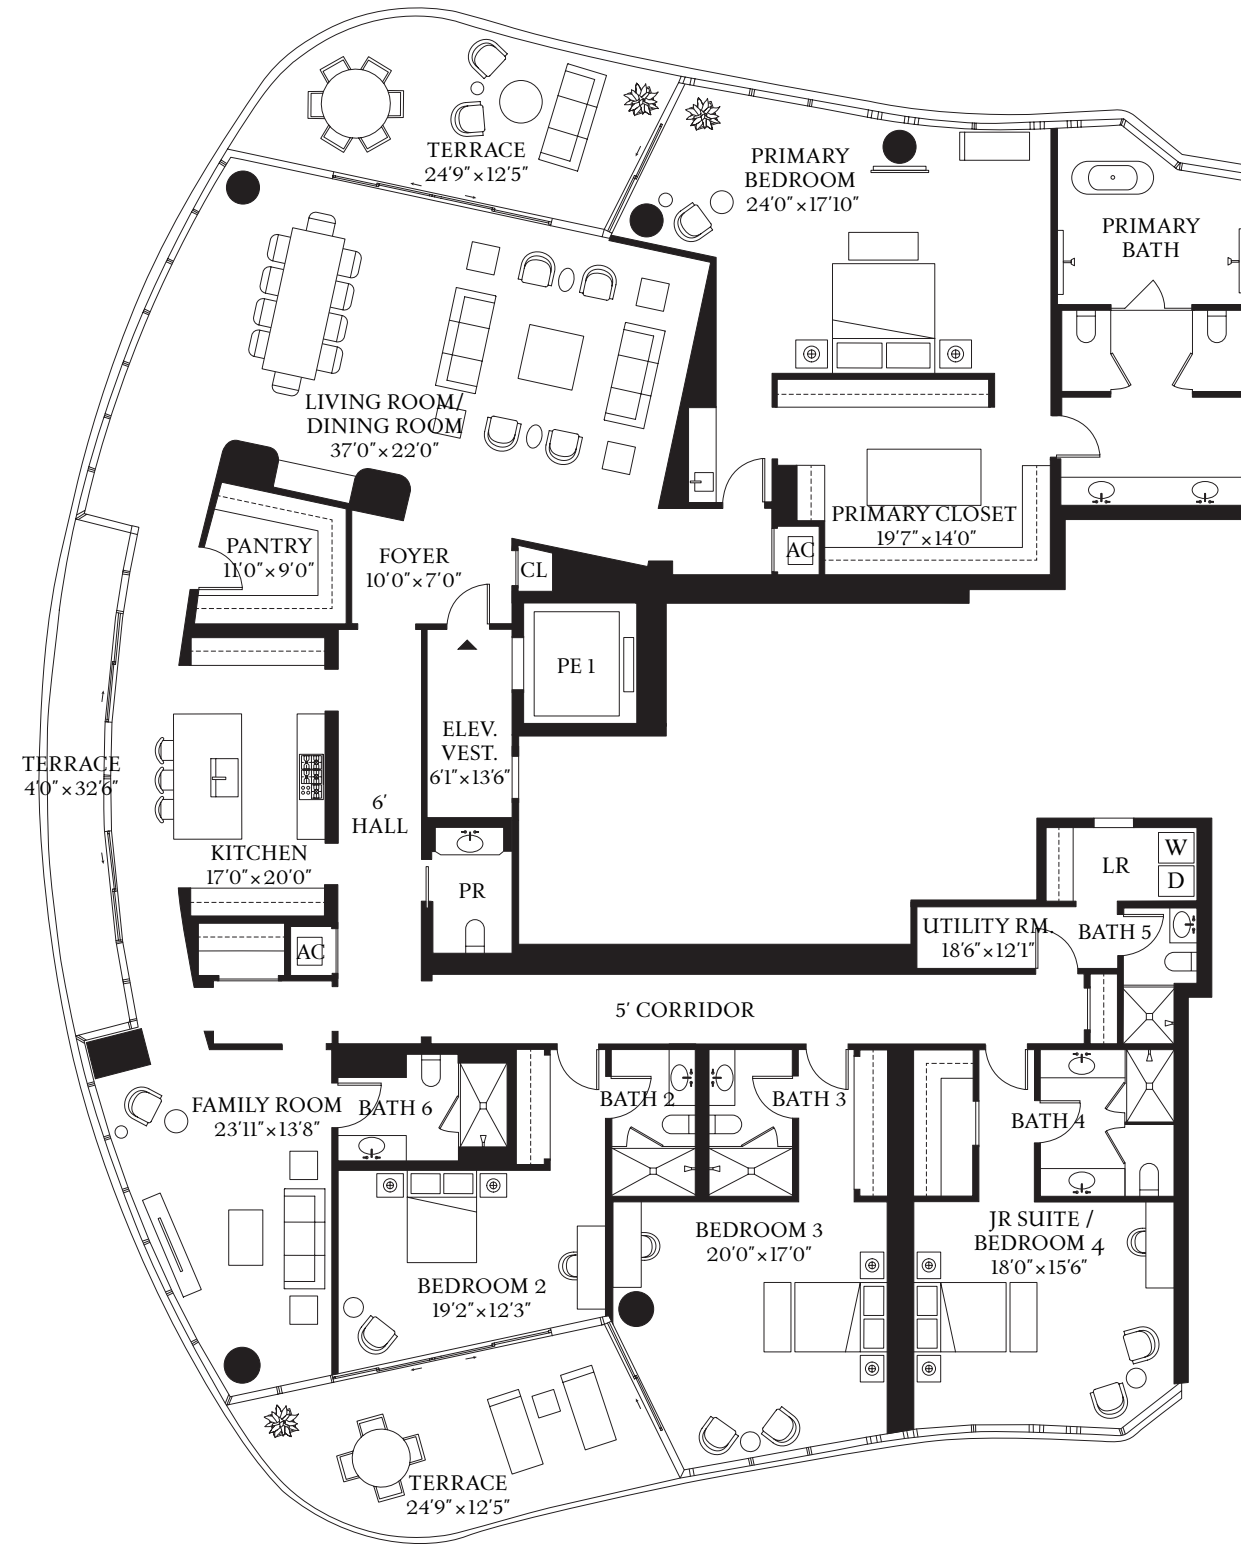 TERRACE
24'9"×12'5"
PRIMARY
BEDROOM
24'0"×17'10"
PRIMARY
BATH
LIVING ROOM/
DINING ROOM
37'0"×22'0"
PRIMARY CLOSET
19'7"×14'0"
AC
PANTRY
11'0"×9'0"
FOYER
10'0"×7'0"
CL
PE 1
ELEV.
VEST.
6'1"×13'6"
TERRACE
4'0"×32'6"
6'
HALL
KITCHEN
17'0"×20'0"
PR
LR
W
D
UTILITY RM.
18'6"×12'1"
BATH 5
AC
5' CORRIDOR
FAMILY ROOM
23'11"×13'8"
BATH 6
BATH 2
BATH 3
BATH 4
BEDROOM 2
19'2"×12'3"
BEDROOM 3
20'0"×17'0"
JR SUITE /
BEDROOM 4
18'0"×15'6"
TERRACE
24'9"×12'5"